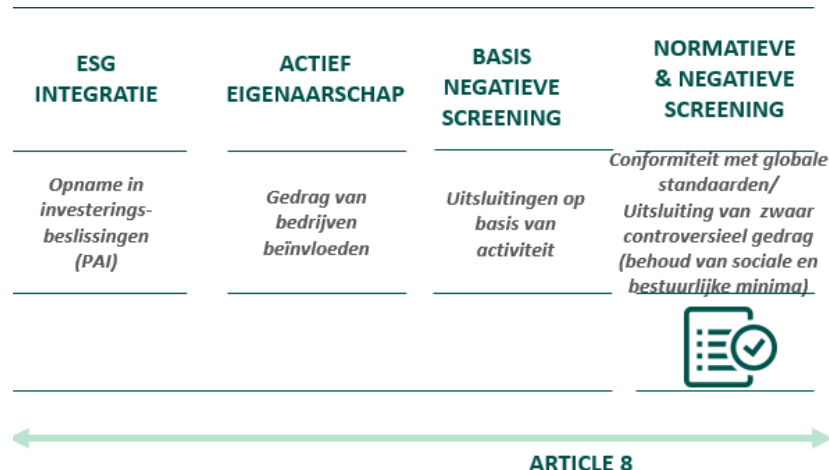 ESG
INTEGRATIE
ACTIEF
EIGENAARSCHAP
BASIS
NEGATIEVE
SCREENING
NORMATIEVE
& NEGATIEVE
SCREENING
Opname in
investerings-
beslissingen
(PAI)
Gedrag van
bedrijven
beïnvloeden
Uitsluitingen op
basis van
activiteit
Conformiteit met globale
standaarden/
Uitsluiting van zwaar
controversieel gedrag
(behoud van sociale en
bestuurlijke minima)
ARTICLE 8